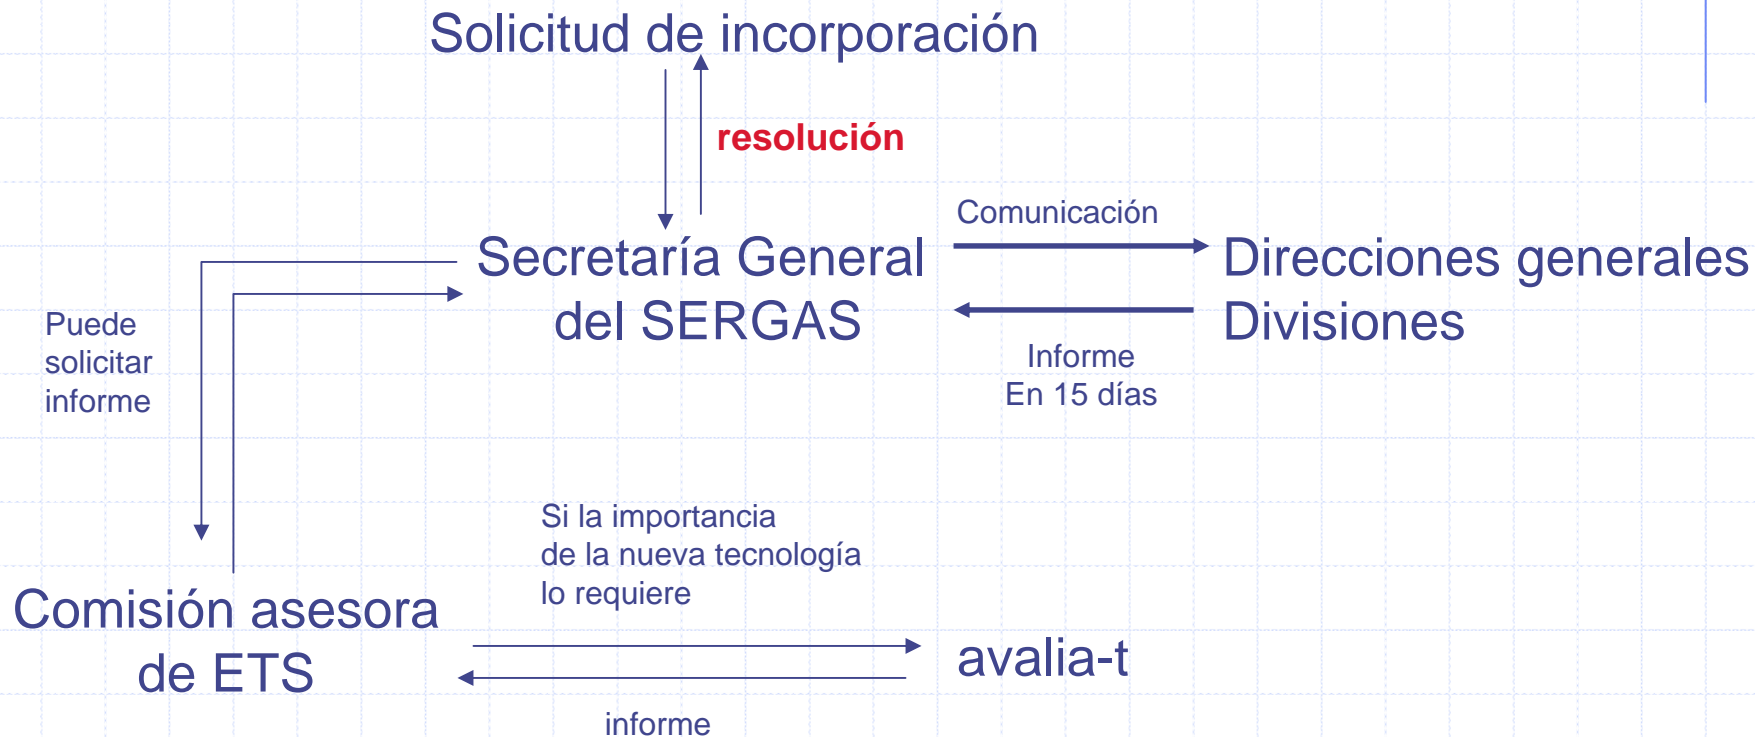 Solicitud de incorporación
resolución
Comunicación
Secretaría General
del SERGAS
Direcciones generales
Divisiones
Informe
En 15 días
Puede
solicitar
informe
Si la importancia
de la nueva tecnología
lo requiere
Comisión asesora
de ETS
avalia-t
informe